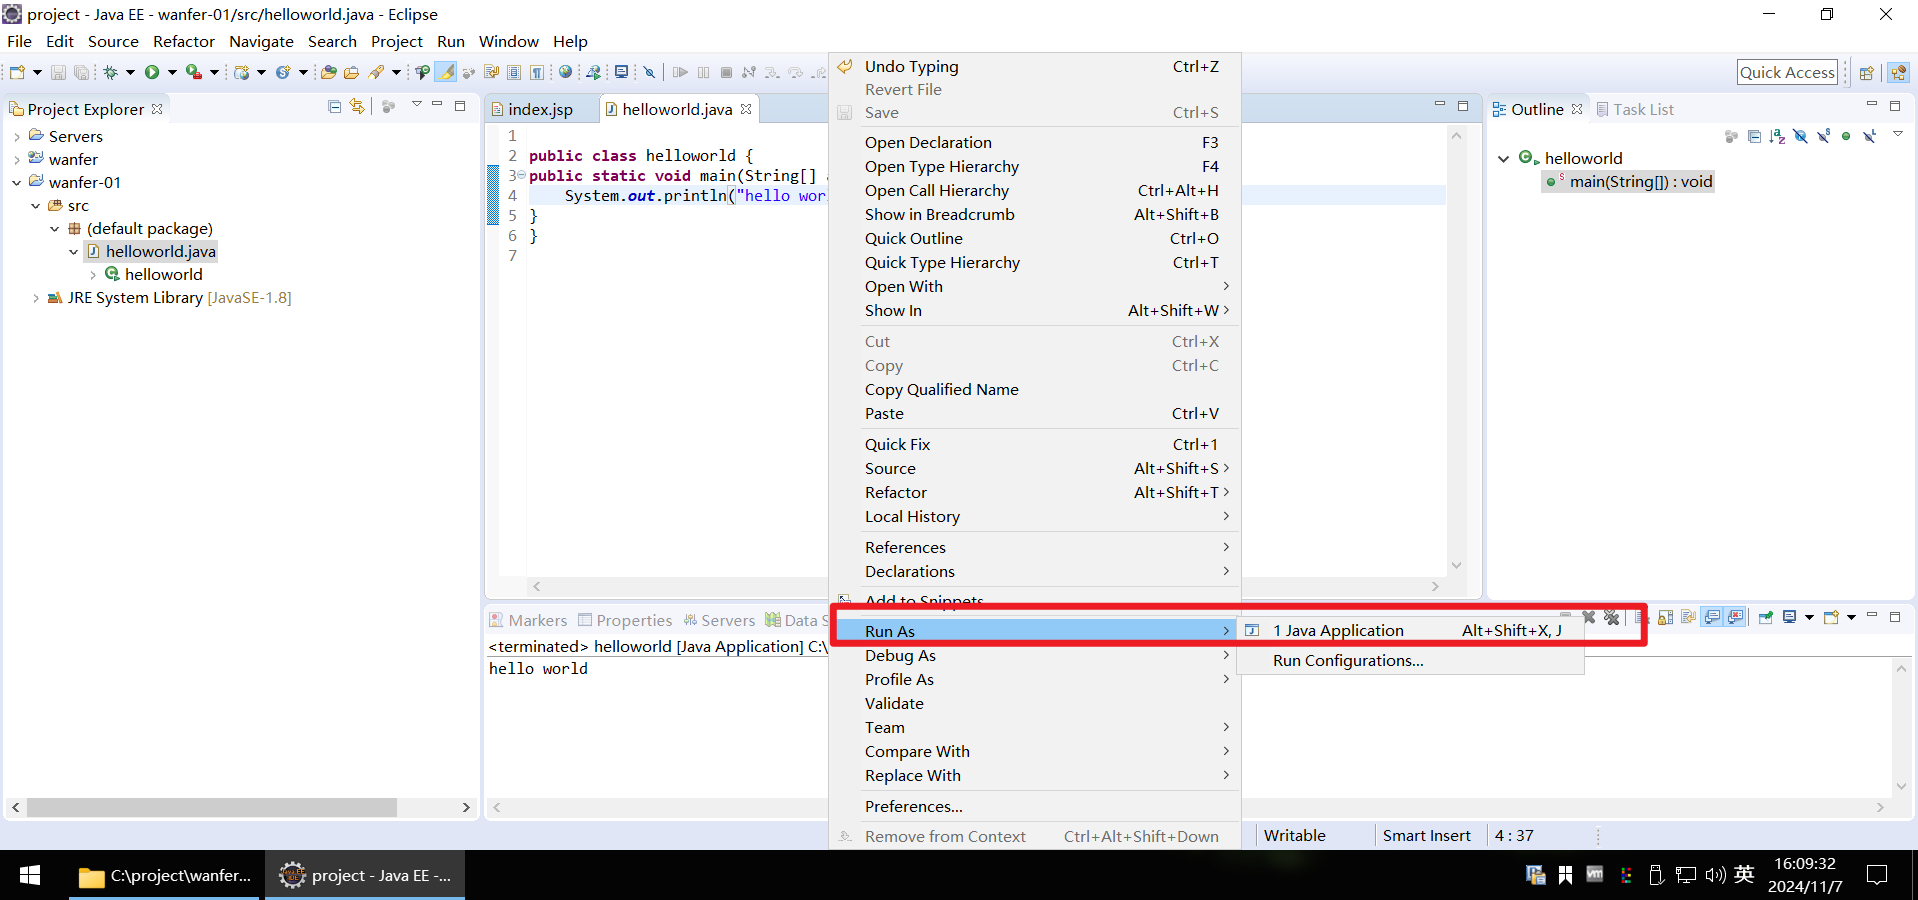 project - Java EE - wanfer-01/src/helloworld.java - Eclipse
File Edit Source Refactor Navigate Search Project Run Window Help
Quick Access
Project Explorer
Servers
wanfer
wanfer-01
src
(default package)
helloworld.java
helloworld
JRE System Library [JavaSE-1.8]
index.jsp helloworld.java
1
2 public class helloworld {
3 public static void main(String[]
4 System.out.println("hello wor
5 }
6 }
7
Undo Typing Ctrl+Z
Revert File
Save Ctrl+S
Open Declaration F3
Open Type Hierarchy F4
Open Call Hierarchy Ctrl+Alt+H
Show in Breadcrumb Alt+Shift+B
Quick Outline Ctrl+O
Quick Type Hierarchy Ctrl+T
Open With
Show In Alt+Shift+W
Cut Ctrl+X
Copy Ctrl+C
Copy Qualified Name
Paste Ctrl+V
Quick Fix Ctrl+1
Source Alt+Shift+S
Refactor Alt+Shift+T
Local History
References
Declarations
Add to Snippets
Run As
Debug As
Profile As
Validate
Team
Compare With
Replace With
Preferences...
Remove from Context Ctrl+Alt+Shift+Down
1 Java Application Alt+Shift+X, J
Run Configurations...
Outline Task List
helloworld
main(String[]) : void
Markers Properties Servers Data S
<terminated> helloworld [Java Application] C:\
hello world
Writable Smart Insert 4 : 37
C:\project\wanfer... project - Java EE -...
英
16:09:32
2024/11/7